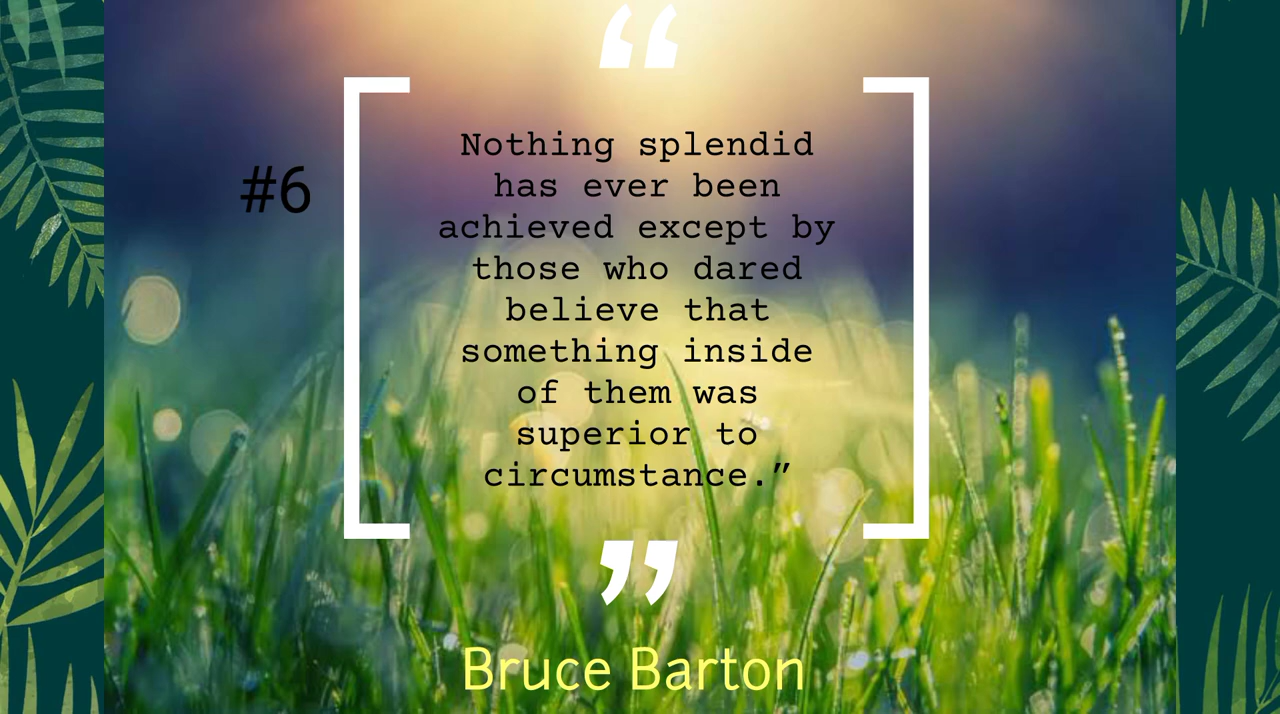 “
#6
Nothing splendid
has ever been
achieved except by
those who dared
believe that
something inside
of them was
superior to
circumstance.”
”
Bruce Barton